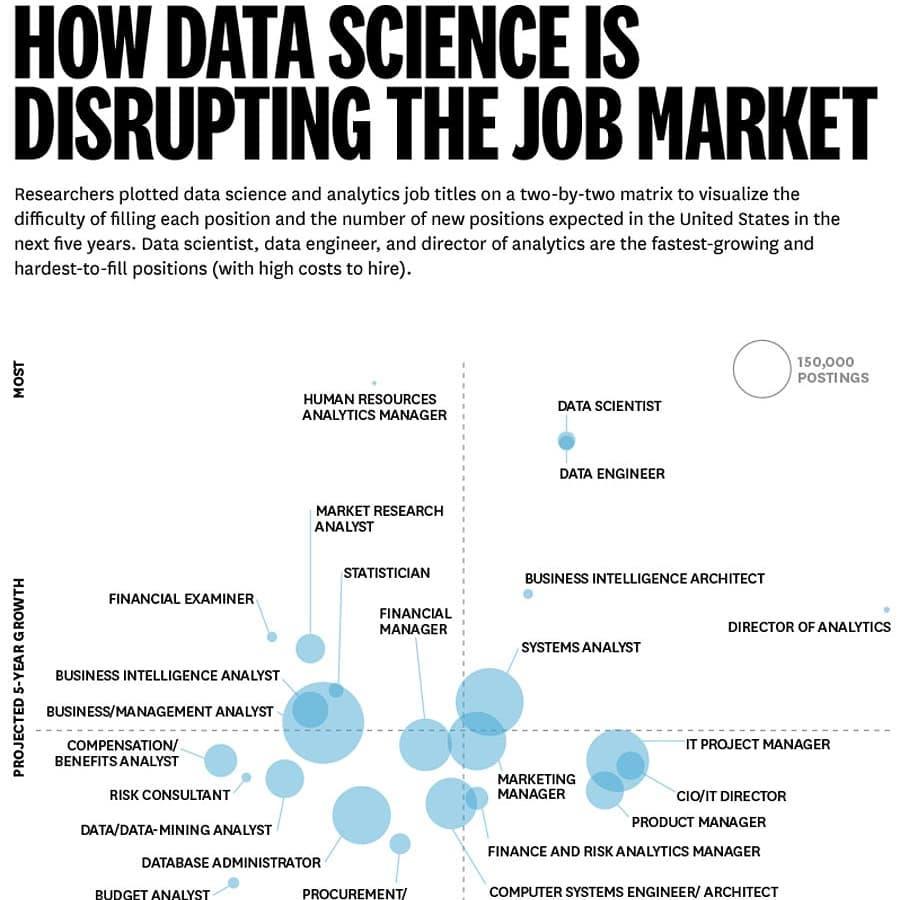 HOW DATA SCIENCE IS
DISRUPTING THE JOB MARKET
Researchers plotted data science and analytics job titles on a two-by-two matrix to visualize the
difficulty of filling each position and the number of new positions expected in the United States in the
next five years. Data scientist, data engineer, and director of analytics are the fastest-growing and
hardest-to-fill positions (with high costs to hire).
MOST
150,000
POSTINGS
HUMAN RESOURCES
ANALYTICS MANAGER
DATA SCIENTIST
DATA ENGINEER
MARKET RESEARCH
ANALYST
STATISTICIAN
BUSINESS INTELLIGENCE ARCHITECT
FINANCIAL EXAMINER
FINANCIAL
MANAGER
DIRECTOR OF ANALYTICS
SYSTEMS ANALYST
PROJECTED 5-YEAR GROWTH
BUSINESS INTELLIGENCE ANALYST
BUSINESS/MANAGEMENT ANALYST
COMPENSATION/
BENEFITS ANALYST
IT PROJECT MANAGER
RISK CONSULTANT
MARKETING
MANAGER
CIO/IT DIRECTOR
PRODUCT MANAGER
DATA/DATA-MINING ANALYST
FINANCE AND RISK ANALYTICS MANAGER
DATABASE ADMINISTRATOR
BUDGET ANALYST
PROCUREMENT/
COMPUTER SYSTEMS ENGINEER/ ARCHITECT